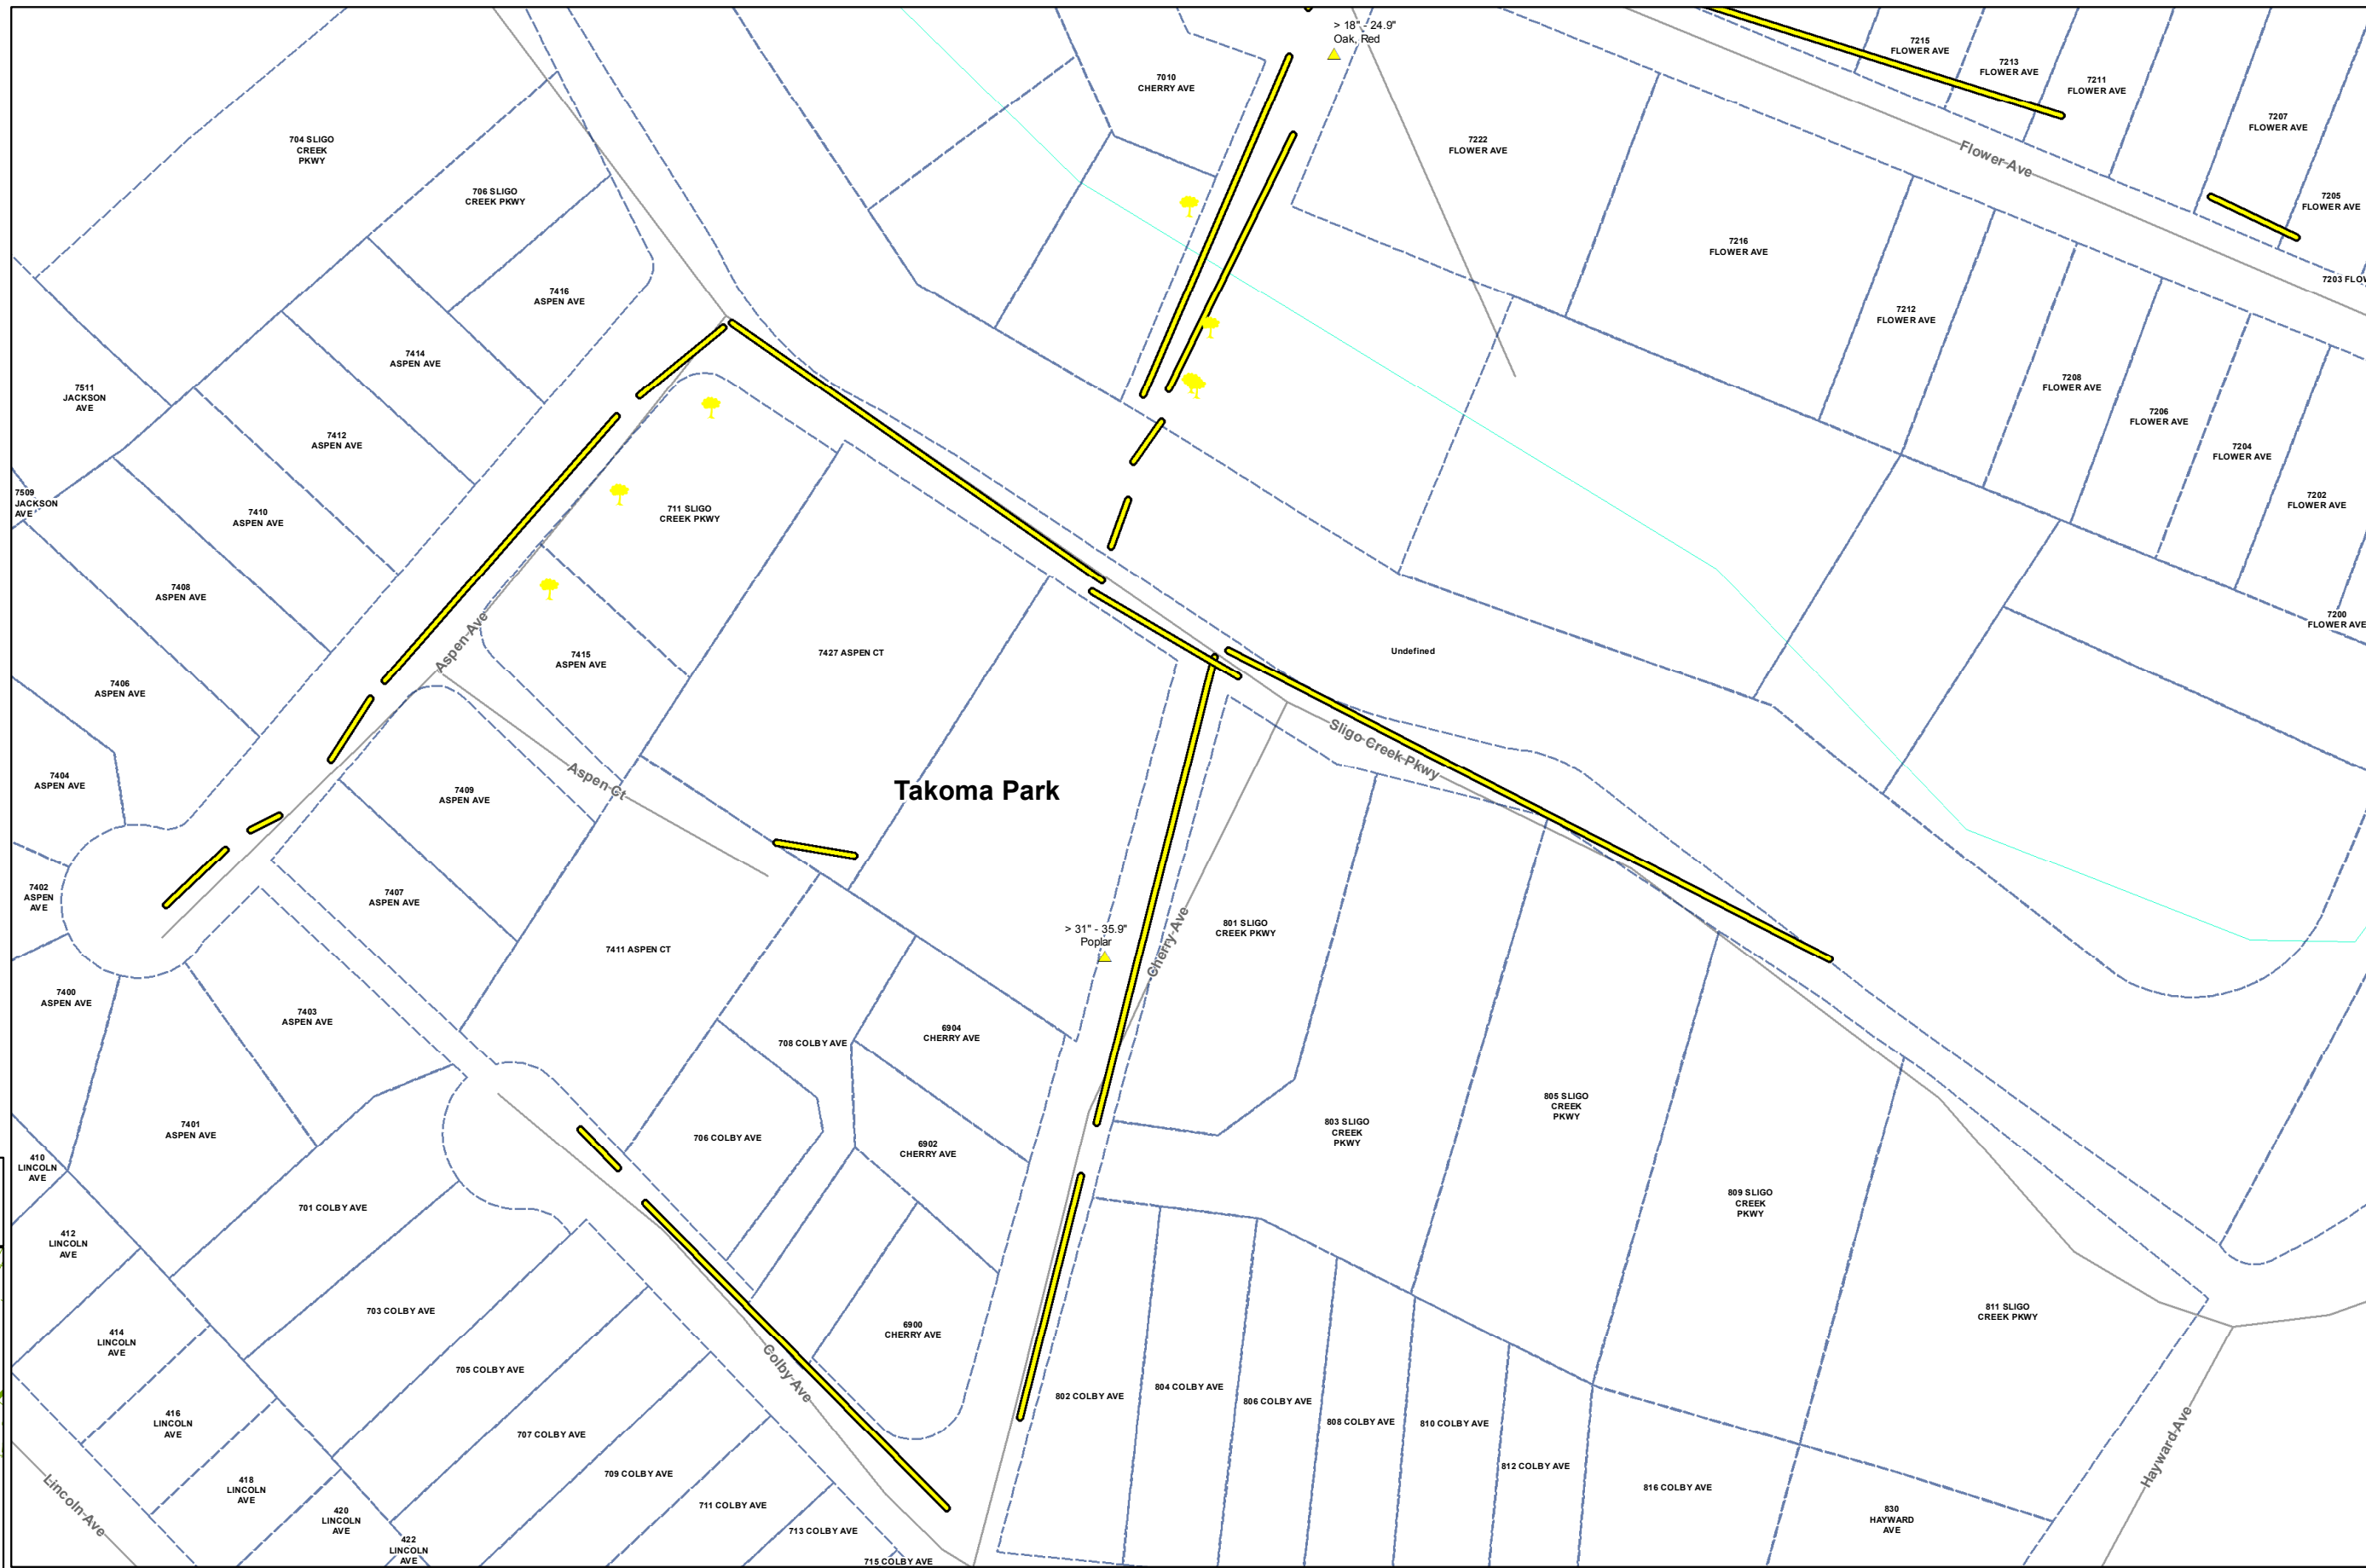 > 18" - 24.9"
Oak, Red
7215
FLOWER AVE
7213
FLOWER AVE
7211
FLOWER AVE
7207
FLOWER AVE
7205
FLOWER AVE
7203 FLOW
Flower Ave
7010
CHERRY AVE
7222
FLOWER AVE
7216
FLOWER AVE
7212
FLOWER AVE
7208
FLOWER AVE
7206
FLOWER AVE
7204
FLOWER AVE
7202
FLOWER AVE
7200
FLOWER AVE
704 SLIGO
CREEK
PKWY
706 SLIGO
CREEK PKWY
7416
ASPEN AVE
7414
ASPEN AVE
7511
JACKSON
AVE
7412
ASPEN AVE
7509
JACKSON
AVE
7410
ASPEN AVE
711 SLIGO
CREEK PKWY
7408
ASPEN AVE
7406
ASPEN AVE
Aspen Ave
7415
ASPEN AVE
7427 ASPEN CT
Undefined
Sligo Creek Pkwy
7404
ASPEN AVE
7409
ASPEN AVE
Aspen Ct
Takoma Park
7402
ASPEN
AVE
7407
ASPEN AVE
7411 ASPEN CT
> 31" - 35.9"
Poplar
Cherry Ave
801 SLIGO
CREEK PKWY
7400
ASPEN AVE
7403
ASPEN AVE
708 COLBY AVE
6904
CHERRY AVE
7401
ASPEN AVE
706 COLBY AVE
6902
CHERRY AVE
803 SLIGO
CREEK
PKWY
805 SLIGO
CREEK
PKWY
410
LINCOLN
AVE
701 COLBY AVE
809 SLIGO
CREEK
PKWY
412
LINCOLN
AVE
703 COLBY AVE
6900
CHERRY AVE
811 SLIGO
CREEK PKWY
414
LINCOLN
AVE
705 COLBY AVE
Colby Ave
802 COLBY AVE
804 COLBY AVE
806 COLBY AVE
808 COLBY AVE
810 COLBY AVE
812 COLBY AVE
816 COLBY AVE
830
HAYWARD
AVE
Hayward Ave
416
LINCOLN
AVE
707 COLBY AVE
418
LINCOLN
AVE
709 COLBY AVE
Lincoln Ave
420
LINCOLN
AVE
711 COLBY AVE
422
LINCOLN
AVE
713 COLBY AVE
715 COLBY AVE